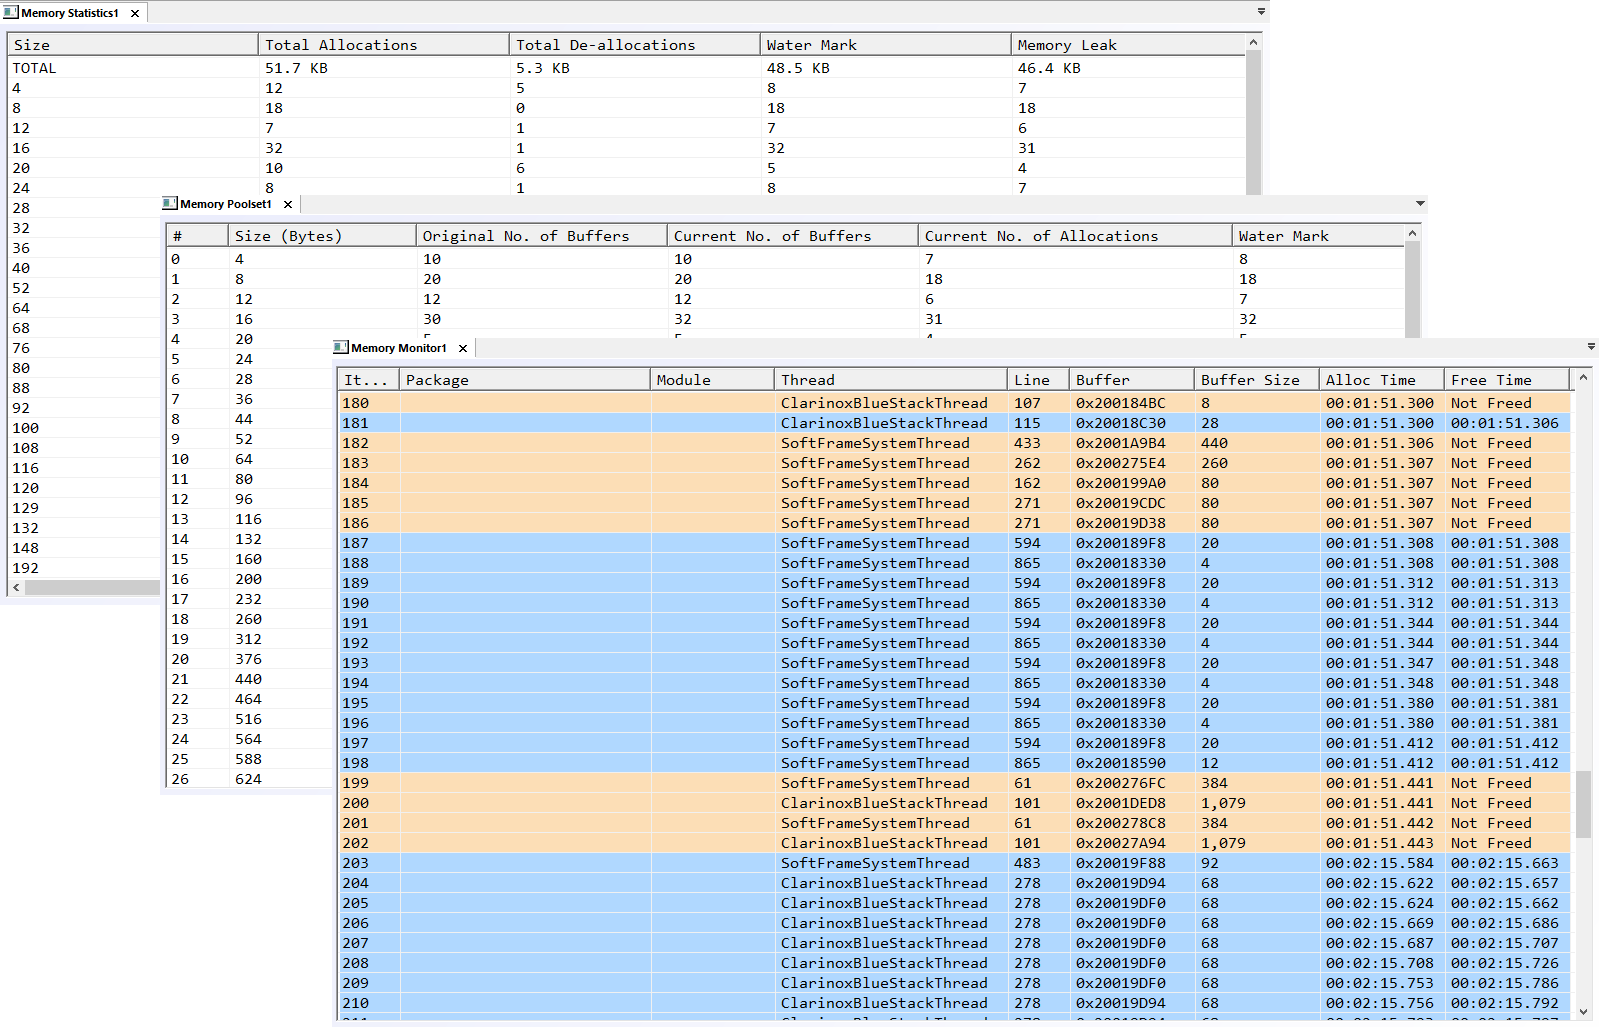 Memory Statistics1
Size Total Allocations Total De-allocations Water Mark Memory Leak
TOTAL 51.7 KB 5.3 KB 48.5 KB 46.4 KB
4 12 5 8 7
8 18 0 18 18
12 7 1 7 6
16 32 1 32 31
20 10 6 5 4
24 8 1 8 7
28
32
36
40
52
64
68
76
80
88
92
100
108
116
120
129
132
148
192
Memory Poolset1
# Size (Bytes) Original No. of Buffers Current No. of Buffers Current No. of Allocations Water Mark
0 4 10 10 7 8
1 8 20 20 18 18
2 12 12 12 6 7
3 16 30 32 31 32
4 20
5 24
6 28
7 36
8 44
9 52
10 64
11 80
12 96
13 116
14 132
15 160
16 200
17 232
18 260
19 312
20 376
21 440
22 464
23 516
24 564
25 588
26 624
Memory Monitor1
It... Package Module Thread Line Buffer Buffer Size Alloc Time Free Time
180 ClarinoxBlueStackThread 107 0x200184BC 8 00:01:51.300 Not Freed
181 ClarinoxBlueStackThread 115 0x20018C30 28 00:01:51.300 00:01:51.306
182 SoftFrameSystemThread 433 0x2001A9B4 440 00:01:51.306 Not Freed
183 SoftFrameSystemThread 262 0x200275E4 260 00:01:51.307 Not Freed
184 SoftFrameSystemThread 162 0x200199A0 80 00:01:51.307 Not Freed
185 SoftFrameSystemThread 271 0x20019CDC 80 00:01:51.307 Not Freed
186 SoftFrameSystemThread 271 0x20019D38 80 00:01:51.307 Not Freed
187 SoftFrameSystemThread 594 0x200189F8 20 00:01:51.308 00:01:51.308
188 SoftFrameSystemThread 865 0x20018330 4 00:01:51.308 00:01:51.308
189 SoftFrameSystemThread 594 0x200189F8 20 00:01:51.312 00:01:51.313
190 SoftFrameSystemThread 865 0x20018330 4 00:01:51.312 00:01:51.313
191 SoftFrameSystemThread 594 0x200189F8 20 00:01:51.344 00:01:51.344
192 SoftFrameSystemThread 865 0x20018330 4 00:01:51.344 00:01:51.344
193 SoftFrameSystemThread 594 0x200189F8 20 00:01:51.347 00:01:51.348
194 SoftFrameSystemThread 865 0x20018330 4 00:01:51.348 00:01:51.348
195 SoftFrameSystemThread 594 0x200189F8 20 00:01:51.380 00:01:51.381
196 SoftFrameSystemThread 865 0x20018330 4 00:01:51.380 00:01:51.381
197 SoftFrameSystemThread 594 0x200189F8 20 00:01:51.412 00:01:51.412
198 SoftFrameSystemThread 865 0x20018590 12 00:01:51.412 00:01:51.412
199 SoftFrameSystemThread 61 0x200276FC 384 00:01:51.441 Not Freed
200 ClarinoxBlueStackThread 101 0x2001DED8 1,079 00:01:51.441 Not Freed
201 SoftFrameSystemThread 61 0x200278C8 384 00:01:51.442 Not Freed
202 ClarinoxBlueStackThread 101 0x20027A94 1,079 00:01:51.443 Not Freed
203 SoftFrameSystemThread 483 0x20019F88 92 00:02:15.584 00:02:15.663
204 ClarinoxBlueStackThread 278 0x20019D94 68 00:02:15.622 00:02:15.657
205 ClarinoxBlueStackThread 278 0x20019DF0 68 00:02:15.624 00:02:15.662
206 ClarinoxBlueStackThread 278 0x20019DF0 68 00:02:15.669 00:02:15.686
207 ClarinoxBlueStackThread 278 0x20019DF0 68 00:02:15.687 00:02:15.707
208 ClarinoxBlueStackThread 278 0x20019DF0 68 00:02:15.708 00:02:15.726
209 ClarinoxBlueStackThread 278 0x20019DF0 68 00:02:15.753 00:02:15.786
210 ClarinoxBlueStackThread 278 0x20019D94 68 00:02:15.756 00:02:15.792